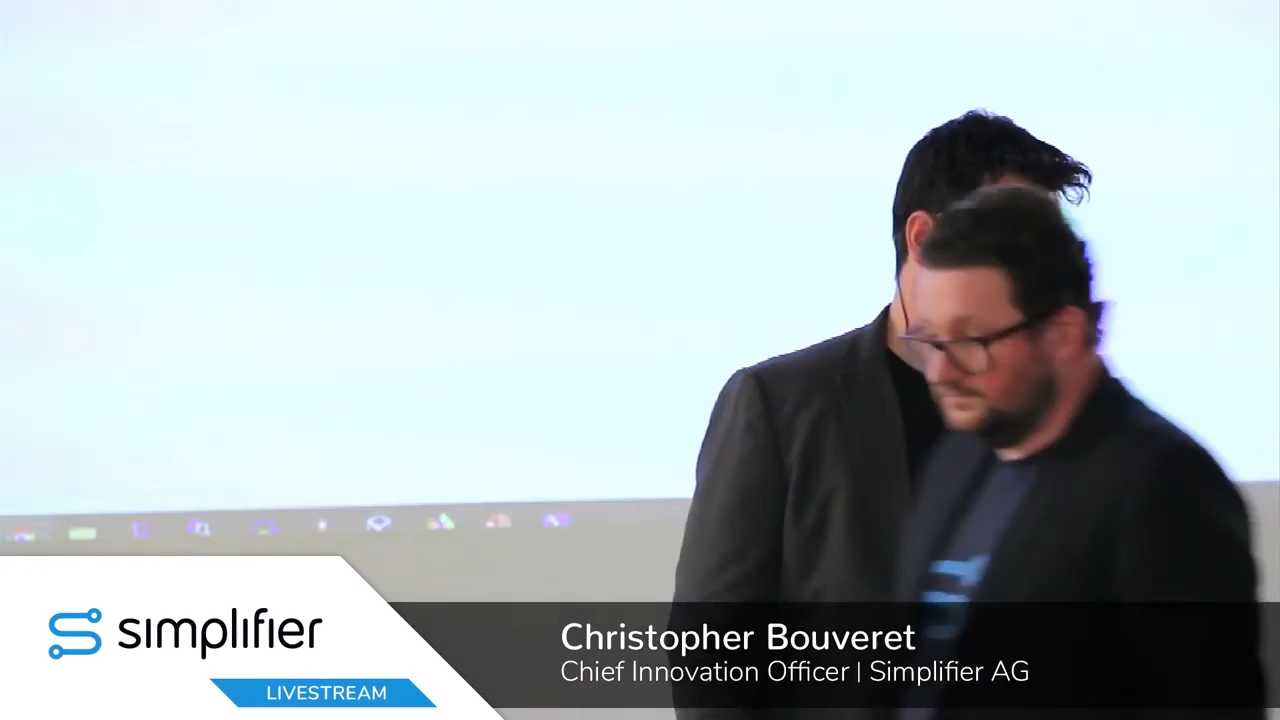 simplifier
LIVESTREAM
Christopher Bouveret
Chief Innovation Officer | Simplifier AG